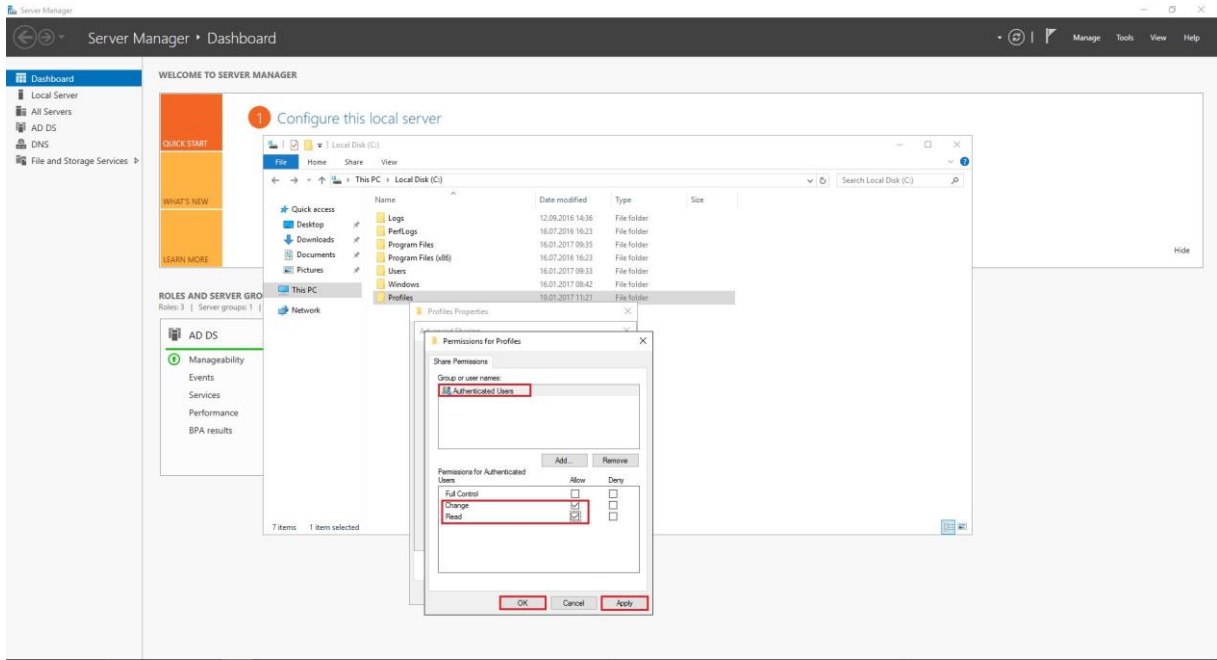 Server Manager
Server Manager • Dashboard
Manage Tools View Help
Dashboard
Local Server
All Servers
AD DS
DNS
File and Storage Services
WELCOME TO SERVER MANAGER
1 Configure this local server
QUICK START
WHAT'S NEW
LEARN MORE
Hide
ROLES AND SERVER GRO
Roles: 3 | Server groups: 1 |
AD DS
Manageability
Events
Services
Performance
BPA results
Local Disk (C:)
File Home Share View
This PC > Local Disk (C:)
Search Local Disk (C:)
Quick access
Desktop
Downloads
Documents
Pictures
This PC
Network
Name Date modified Type Size
Logs 12.09.2016 14:36 File folder
PerfLogs 16.07.2016 16:23 File folder
Program Files 16.01.2017 09:35 File folder
Program Files (x86) 16.07.2016 16:23 File folder
Users 16.01.2017 09:33 File folder
Windows 16.01.2017 08:42 File folder
Profiles 19.01.2017 11:21 File folder
7 items 1 item selected
Profiles Properties
Permissions for Profiles
Share Permissions
Group or user names:
Authenticated Users
Add... Remove
Permissions for Authenticated
Users Allow Deny
Full Control
Change
Read
OK Cancel Apply